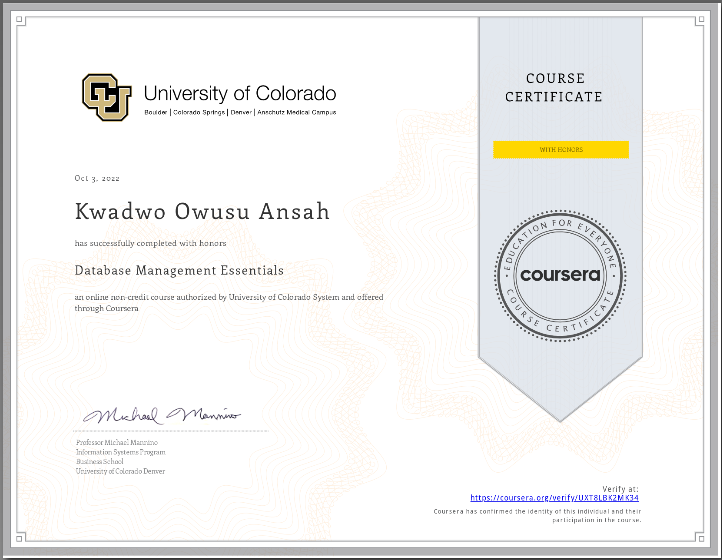 CU
University of Colorado
Boulder | Colorado Springs | Denver | Anschutz Medical Campus
COURSE
CERTIFICATE
WITH HONORS
Oct 3, 2022
Kwadwo Owusu Ansah
has successfully completed with honors
Database Management Essentials
an online non-credit course authorized by University of Colorado System and offered
through Coursera
EDUCATION FOR EVERYONE
coursera
COURSE CERTIFICATE
Michael Mannino
Professor Michael Mannino
Information Systems Program
Business School
University of Colorado Denver
Verify at:
https://coursera.org/verify/UXT8LBK2MK34
Coursera has confirmed the identity of this individual and their
participation in the course.